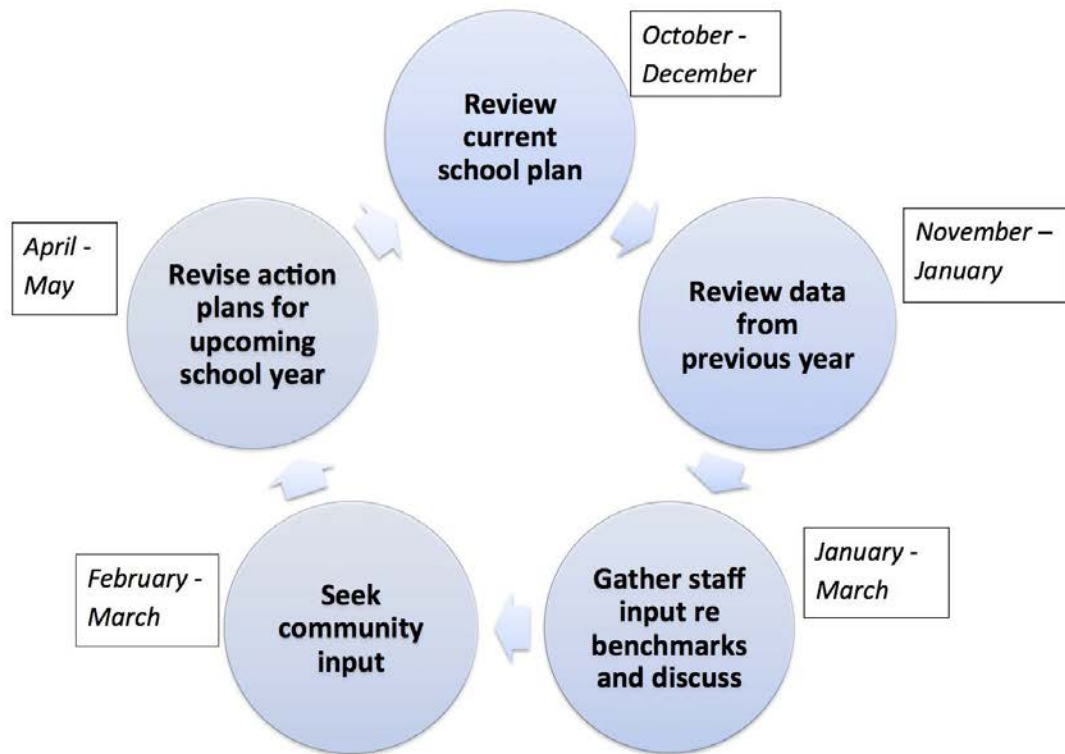 October -
December
Review
current
school plan
November –
January
Review data
from
previous year
January -
March
Gather staff
input re
benchmarks
and discuss
February -
March
Seek
community
input
April -
May
Revise action
plans for
upcoming
school year